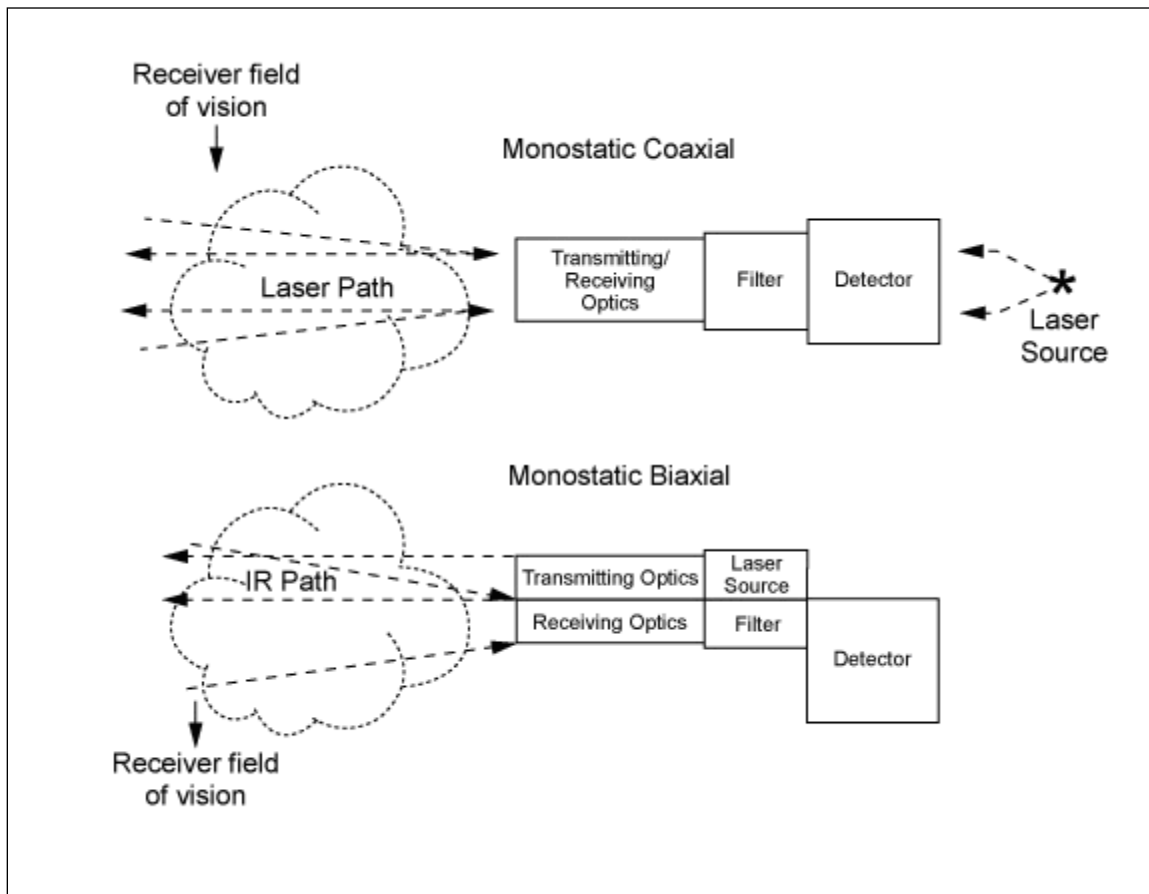 Receiver field
of vision
Monostatic Coaxial
Laser Path
Transmitting/
Receiving
Optics
Filter
Detector
Laser
Source
Monostatic Biaxial
IR Path
Transmitting Optics
Laser
Source
Receiving Optics
Filter
Detector
Receiver field
of vision